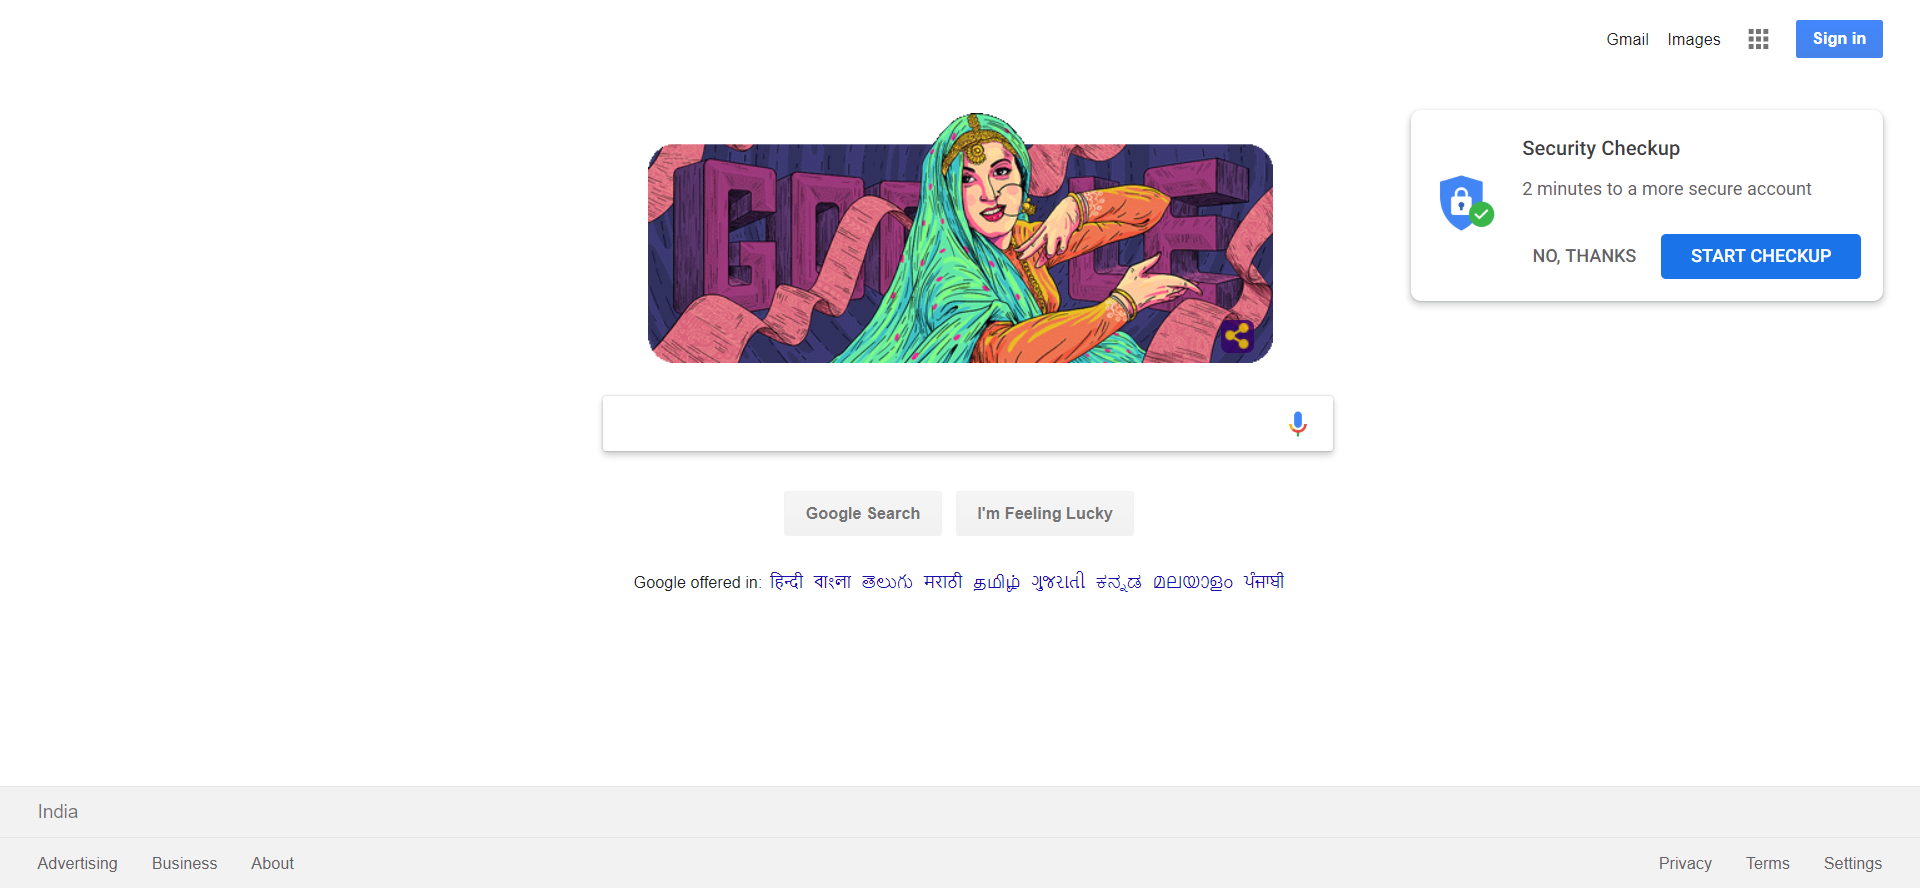 Gmail Images Sign in
GOOGLE
Security Checkup
2 minutes to a more secure account
NO, THANKS START CHECKUP
Google Search I'm Feeling Lucky
Google offered in: हिन्दी বাংলা తెలుగు मराठी தமிழ் ગુજરાતી ಕನ್ನಡ മലയാളം ਪੰਜਾਬੀ
India
Advertising Business About Privacy Terms Settings